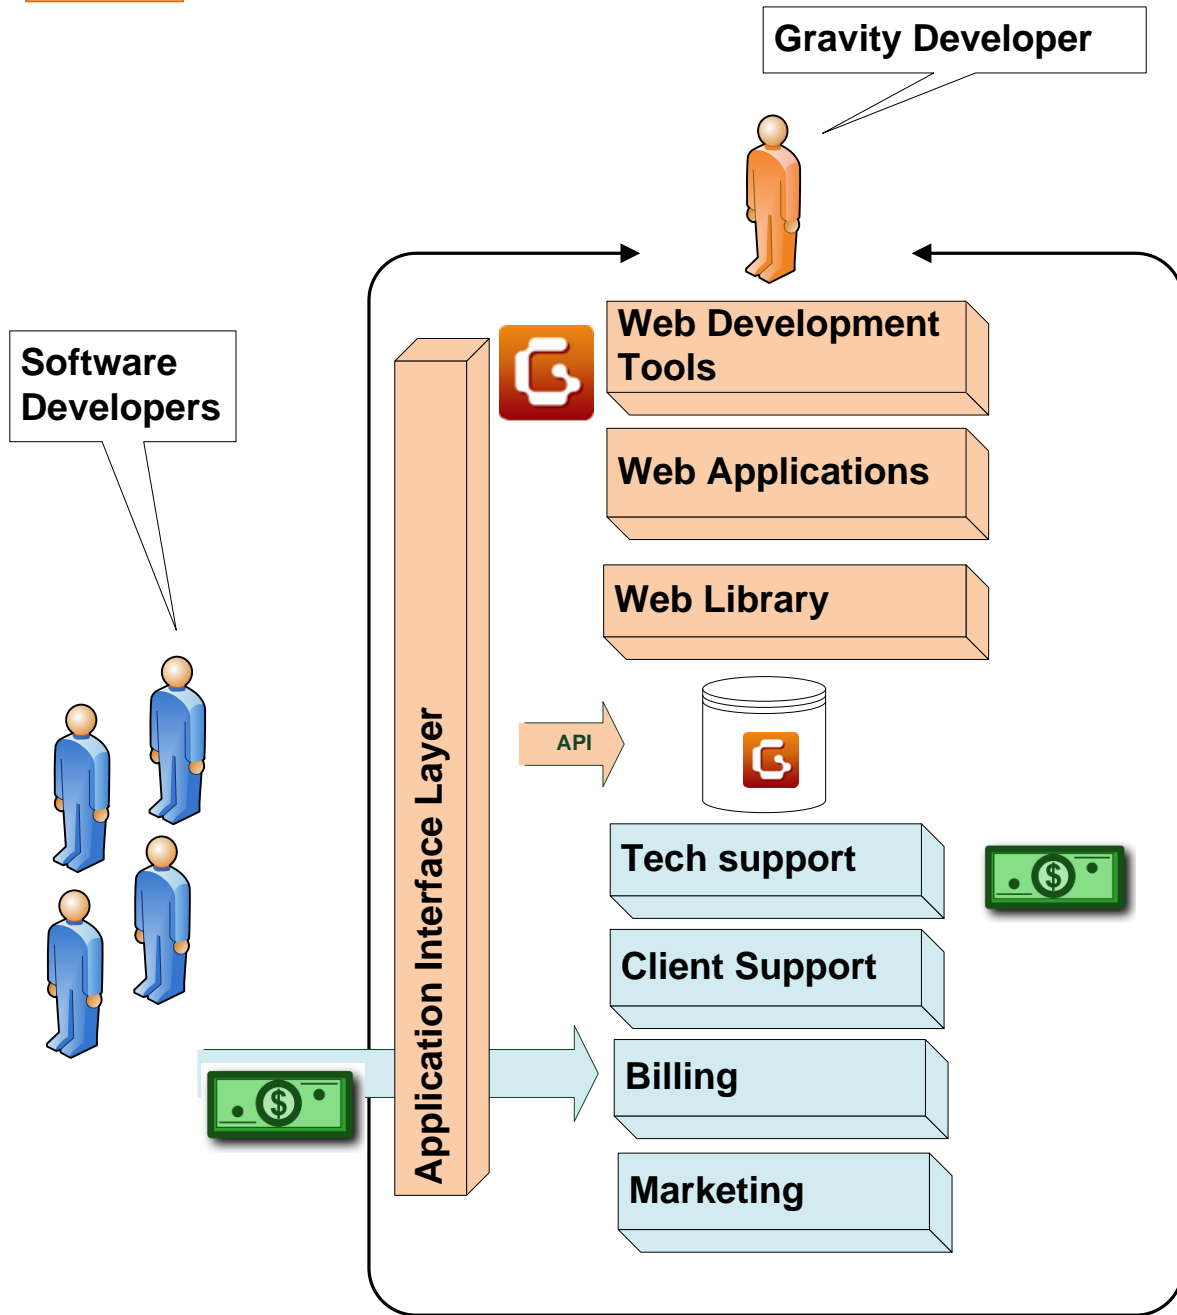 Gravity Developer
Software
Developers
Web Development
Tools
Web Applications
Web Library
Application Interface Layer
API
Tech support
Client Support
Billing
Marketing